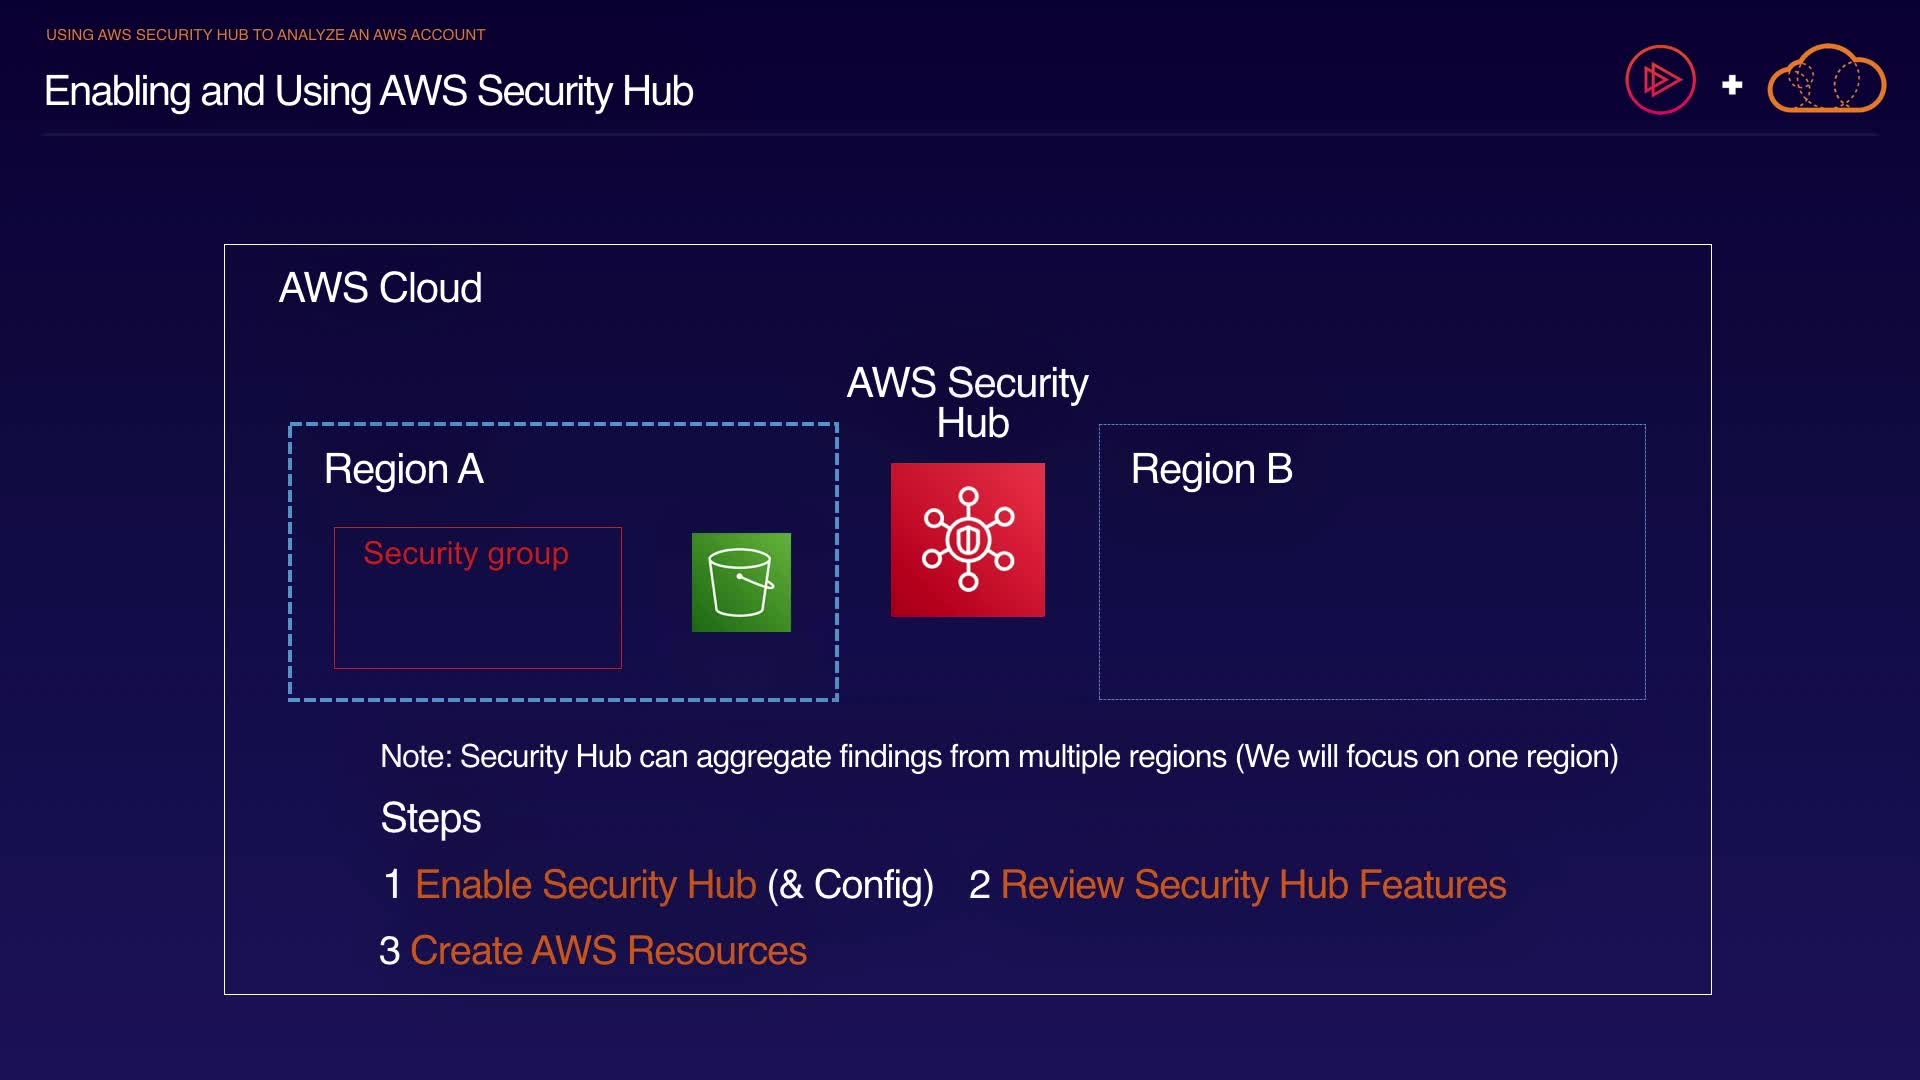 USING AWS SECURITY HUB TO ANALYZE AN AWS ACCOUNT
Enabling and Using AWS Security Hub
AWS Cloud
AWS Security
Hub
Region A
Region B
Security group
Note: Security Hub can aggregate findings from multiple regions (We will focus on one region)
Steps
1 Enable Security Hub (& Config) 2 Review Security Hub Features
3 Create AWS Resources